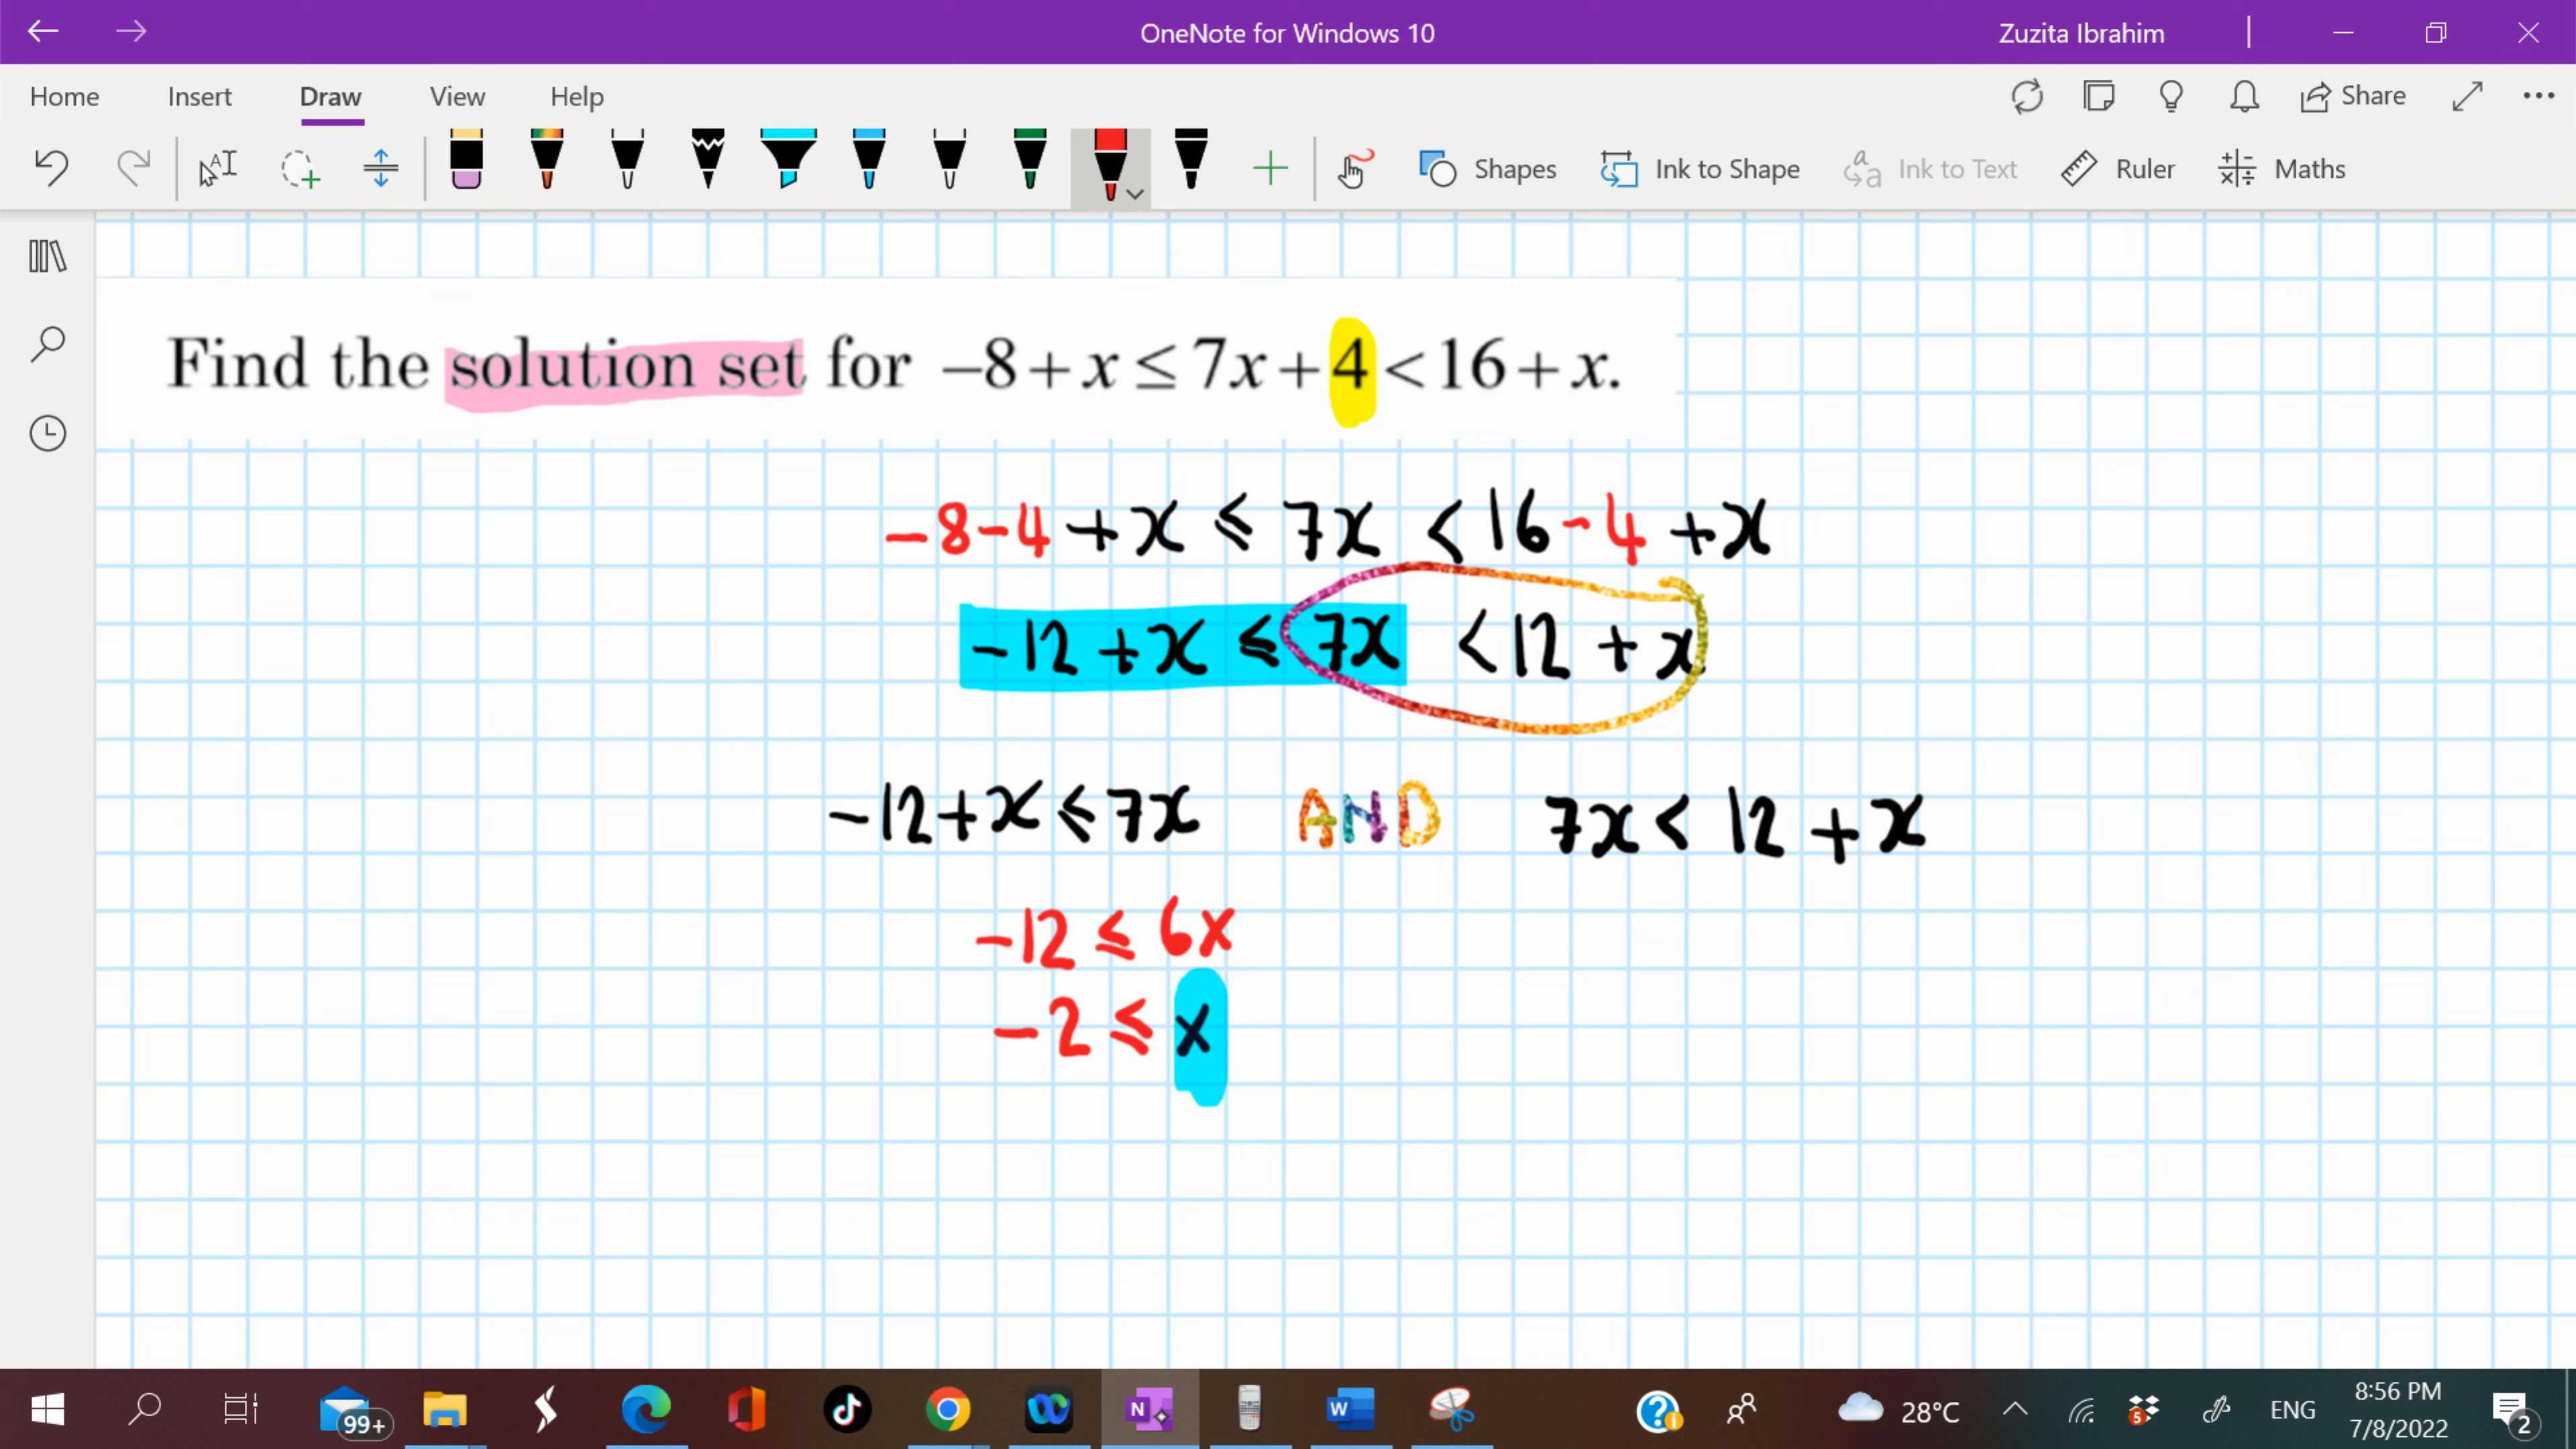 OneNote for Windows 10
Zuzita Ibrahim
Home Insert Draw View Help
Share
Shapes Ink to Shape Ink to Text Ruler Maths
Find the solution set for −8 + x ≤ 7x + 4 < 16 + x.
-8-4 + x ≤ 7x < 16 -4 + x
-12 + x ≤ 7x < 12 + x
-12 + x ≤ 7x AND 7x < 12 + x
-12 ≤ 6x
-2 ≤ x
99+
28°C
ENG
8:56 PM
7/8/2022
2